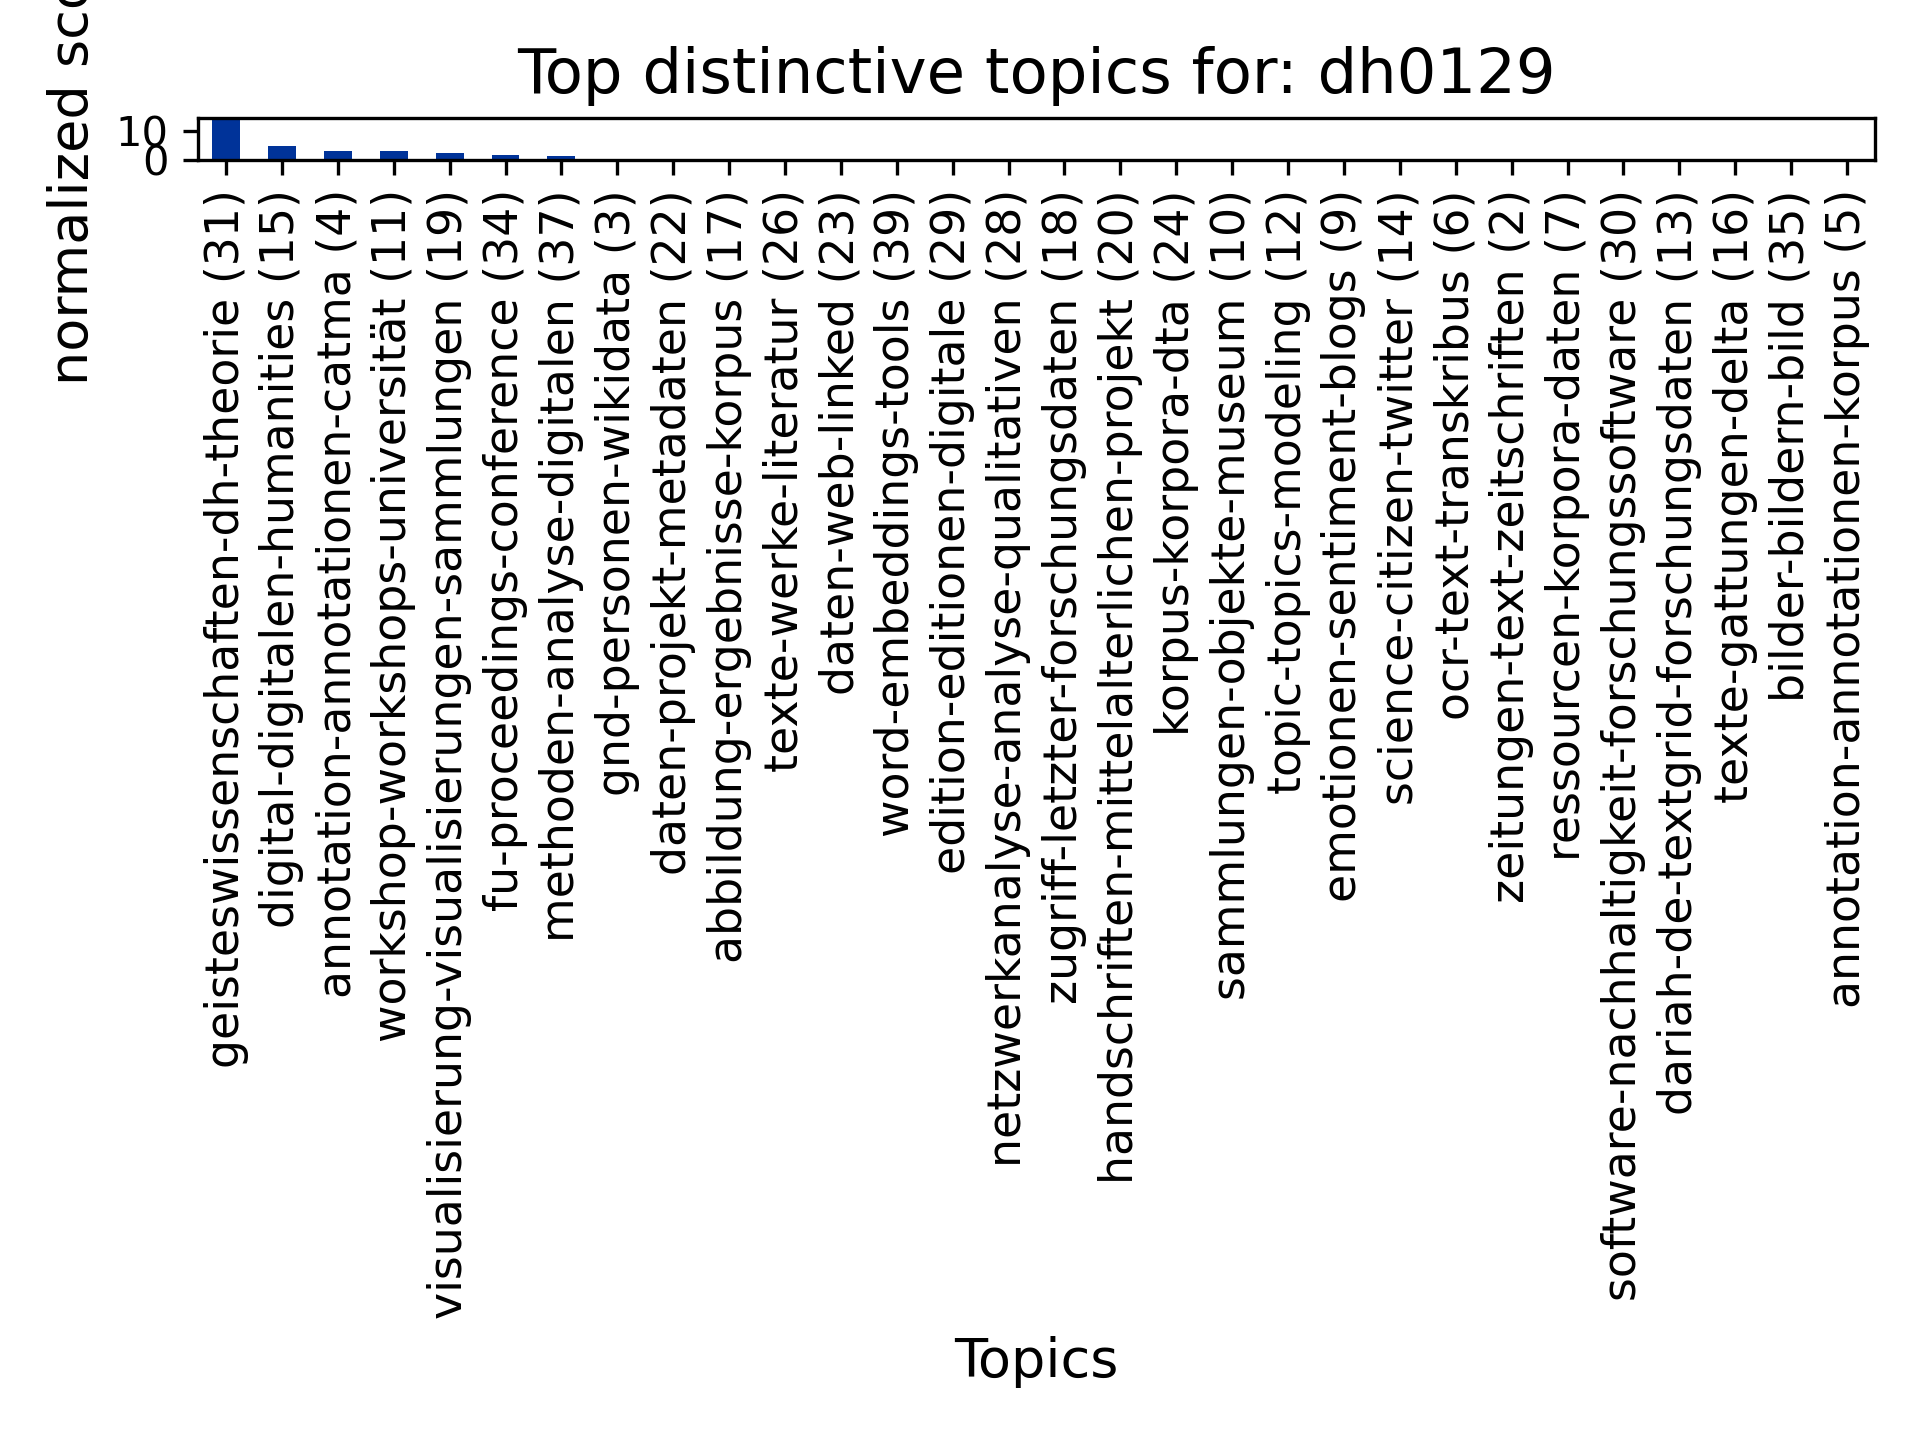 Top distinctive topics for: dh0129
normalized sco
10
0
geisteswissenschaften-dh-theorie (31)
digital-digitalen-humanities (15)
annotation-annotationen-catma (4)
workshop-workshops-universität (11)
visualisierung-visualisierungen-sammlungen (19)
fu-proceedings-conference (34)
methoden-analyse-digitalen (37)
gnd-personen-wikidata (3)
daten-projekt-metadaten (22)
abbildung-ergebnisse-korpus (17)
texte-werke-literatur (26)
daten-web-linked (23)
word-embeddings-tools (39)
edition-editionen-digitale (29)
netzwerkanalyse-analyse-qualitativen (28)
zugriff-letzter-forschungsdaten (18)
handschriften-mittelalterlichen-projekt (20)
korpus-korpora-dta (24)
sammlungen-objekte-museum (10)
topic-topics-modeling (12)
emotionen-sentiment-blogs (9)
science-citizen-twitter (14)
ocr-text-transkribus (6)
zeitungen-text-zeitschriften (2)
ressourcen-korpora-daten (7)
software-nachhaltigkeit-forschungssoftware (30)
dariah-de-textgrid-forschungsdaten (13)
texte-gattungen-delta (16)
bilder-bildern-bild (35)
annotation-annotationen-korpus (5)
Topics